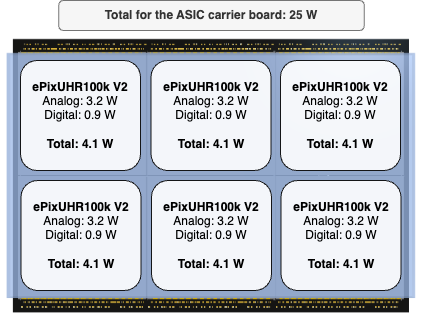 Total for the ASIC carrier board: 25 W
ePixUHR100k V2
Analog: 3.2 W
Digital: 0.9 W
Total: 4.1 W
ePixUHR100k V2
Analog: 3.2 W
Digital: 0.9 W
Total: 4.1 W
ePixUHR100k V2
Analog: 3.2 W
Digital: 0.9 W
Total: 4.1 W
ePixUHR100k V2
Analog: 3.2 W
Digital: 0.9 W
Total: 4.1 W
ePixUHR100k V2
Analog: 3.2 W
Digital: 0.9 W
Total: 4.1 W
ePixUHR100k V2
Analog: 3.2 W
Digital: 0.9 W
Total: 4.1 W